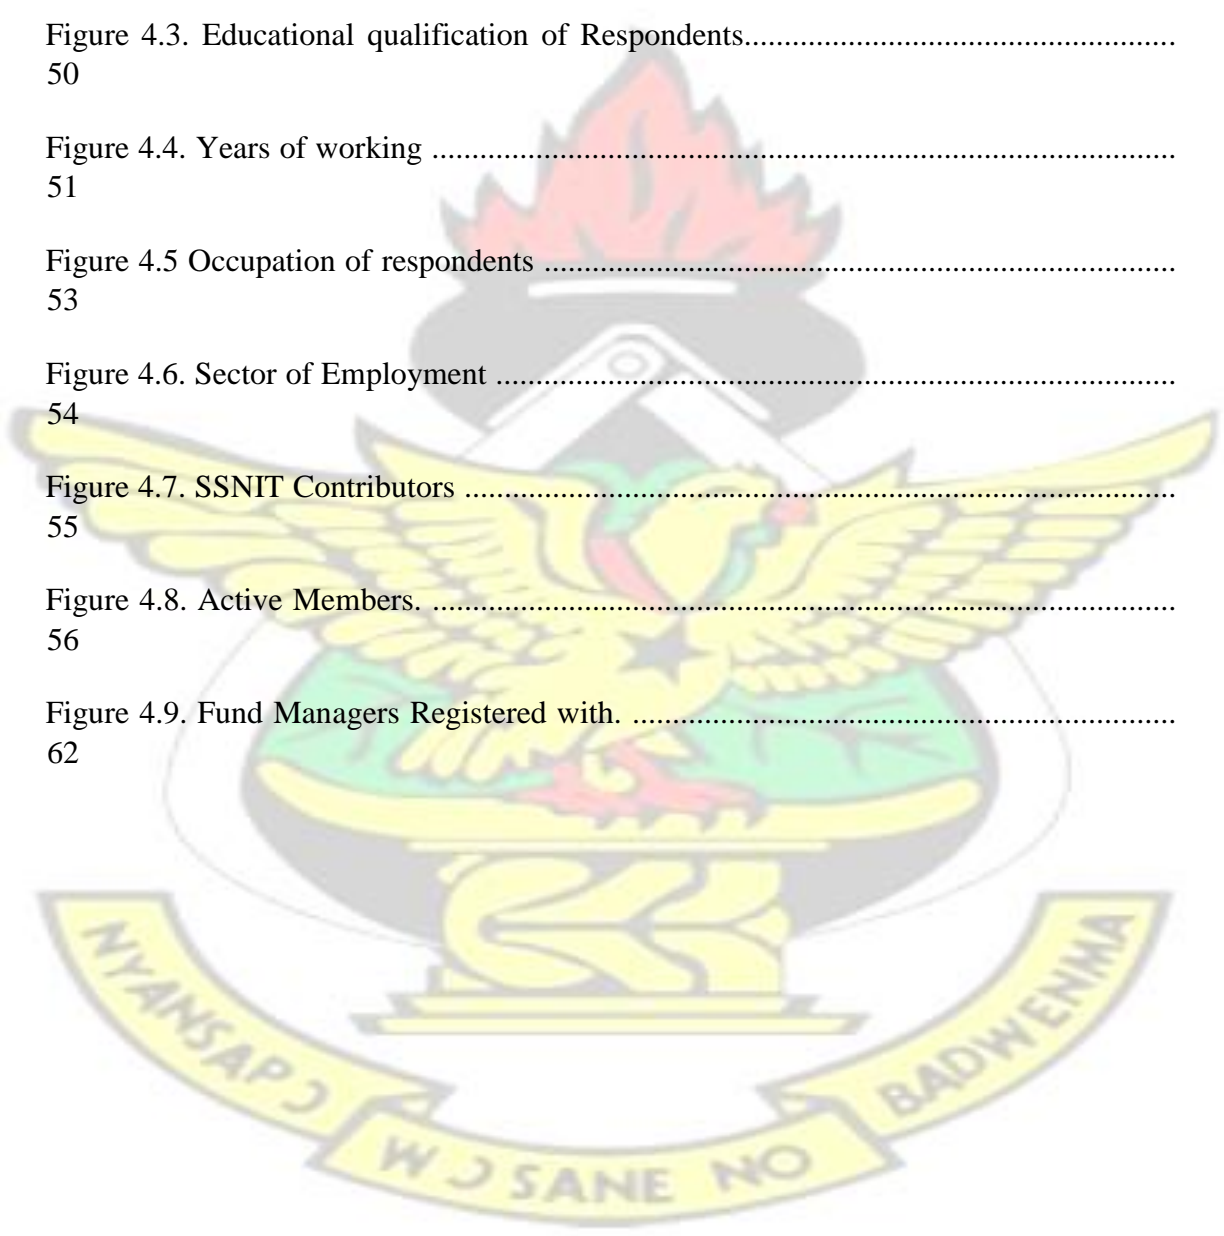 Figure 4.3. Educational qualification of Respondents.....................................................
50
Figure 4.4. Years of working ............................................................................................
51
Figure 4.5 Occupation of respondents ..............................................................................
53
Figure 4.6. Sector of Employment ....................................................................................
54
Figure 4.7. SSNIT Contributors ........................................................................................
55
Figure 4.8. Active Members. ............................................................................................
56
Figure 4.9. Fund Managers Registered with. ...................................................................
62
NYANSAPƆ WƆSANE NO BADWENMA